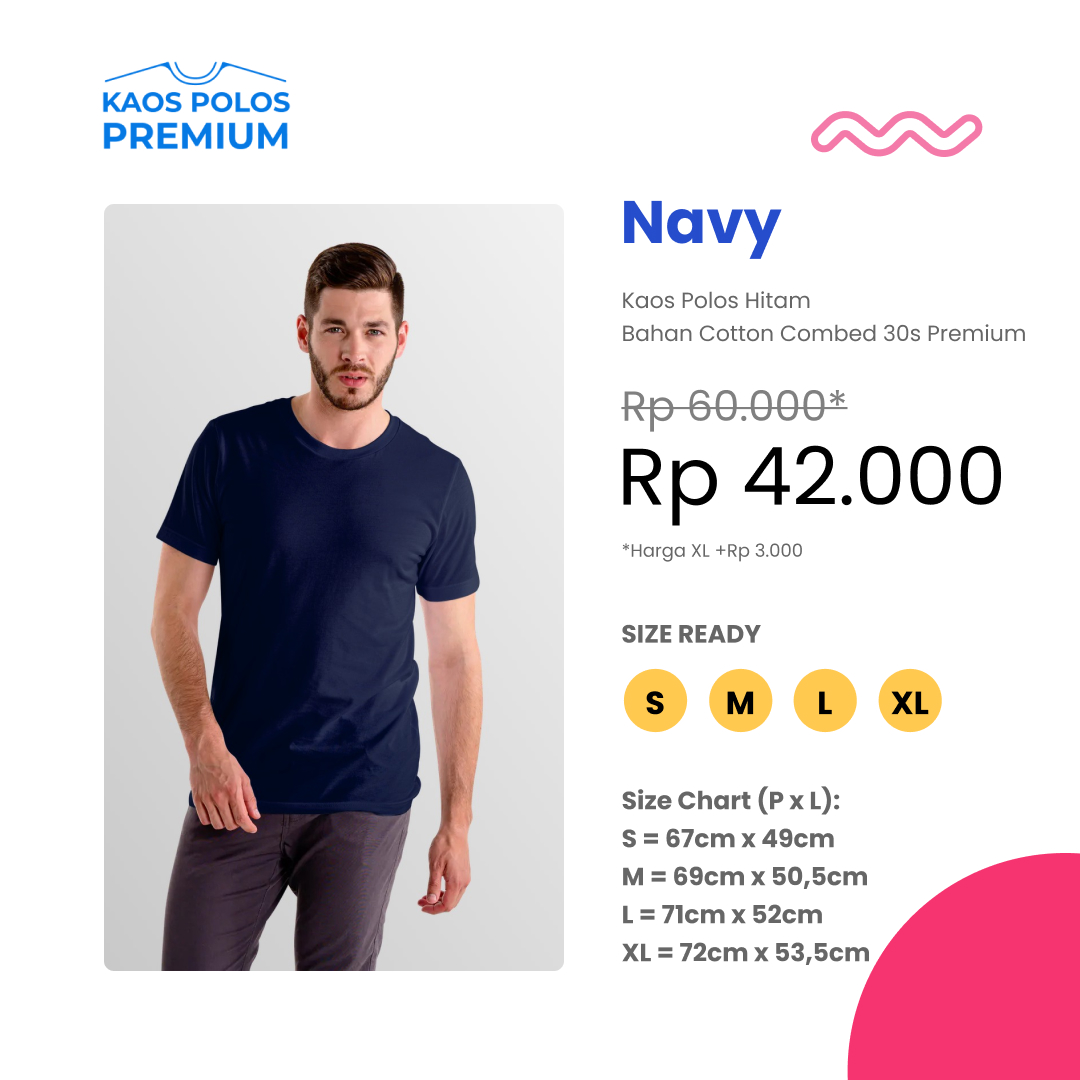 KAOS POLOS
PREMIUM
Navy
Kaos Polos Hitam
Bahan Cotton Combed 30s Premium
Rp 60.000*
Rp 42.000
*Harga XL +Rp 3.000
SIZE READY
S M L XL
Size Chart (P x L):
S = 67cm x 49cm
M = 69cm x 50,5cm
L = 71cm x 52cm
XL = 72cm x 53,5cm